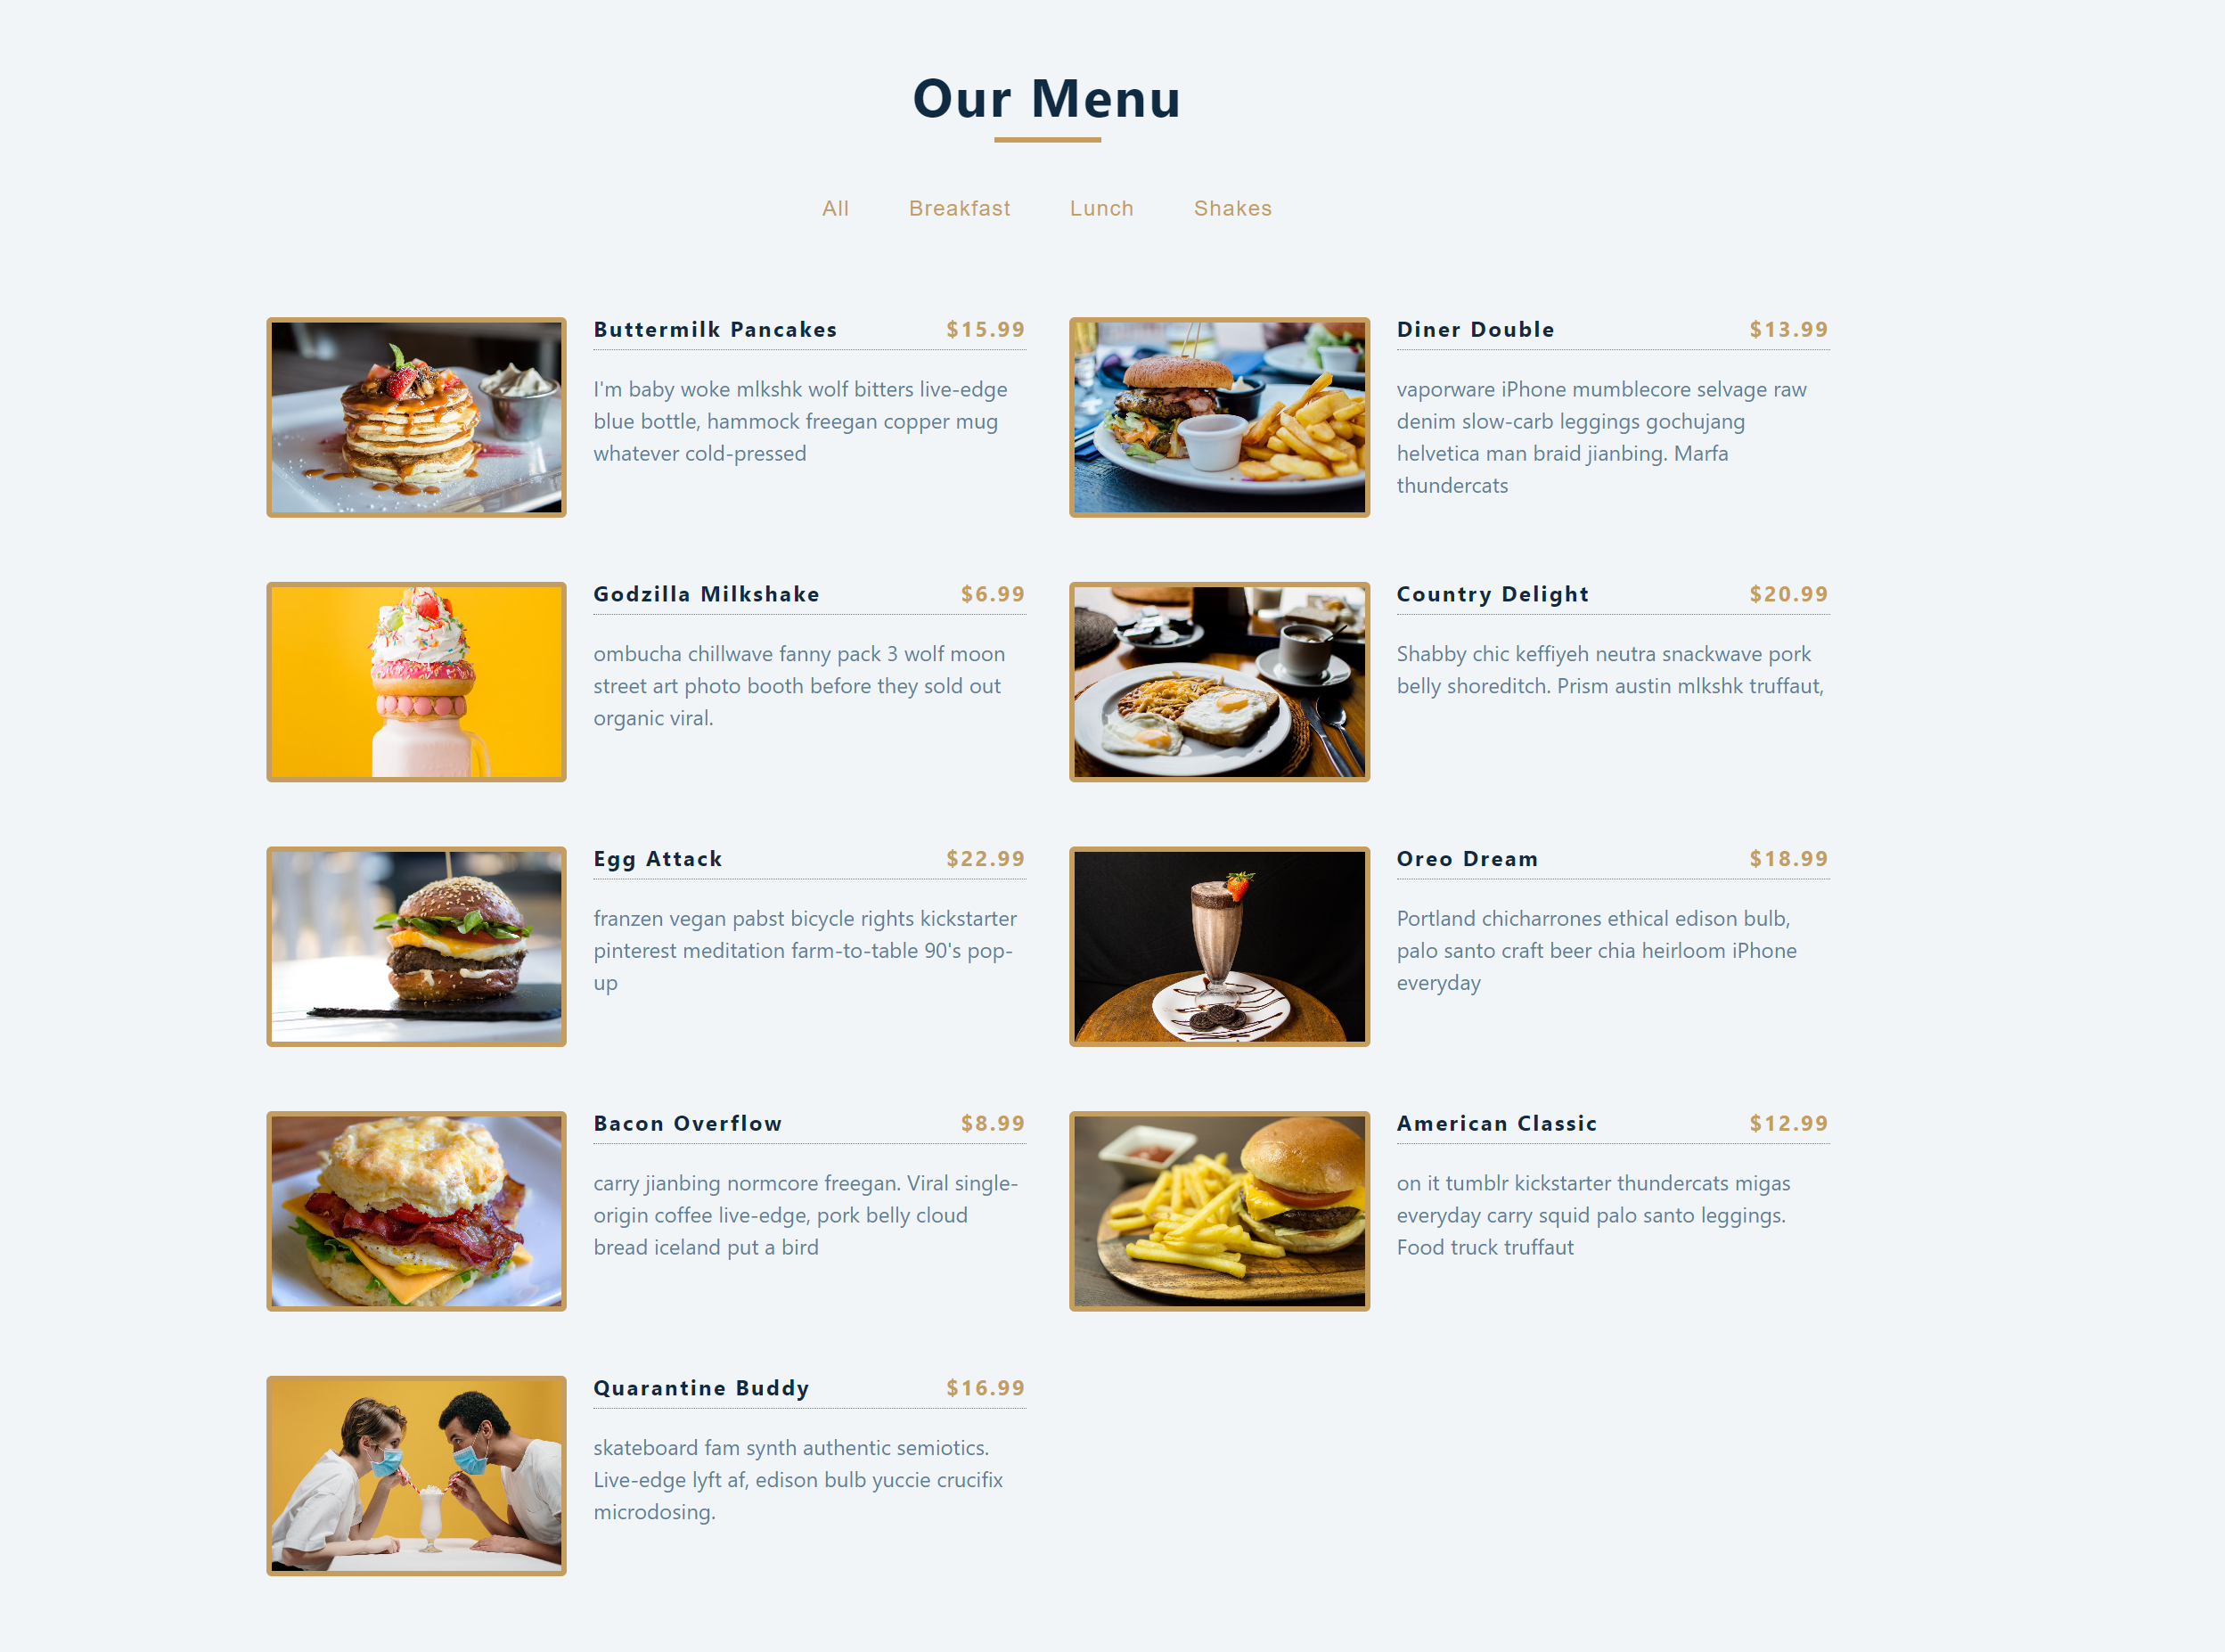 Our Menu
All Breakfast Lunch Shakes
Buttermilk Pancakes $15.99
I'm baby woke mlkshk wolf bitters live-edge
blue bottle, hammock freegan copper mug
whatever cold-pressed
Diner Double $13.99
vaporware iPhone mumblecore selvage raw
denim slow-carb leggings gochujang
helvetica man braid jianbing. Marfa
thundercats
Godzilla Milkshake $6.99
ombucha chillwave fanny pack 3 wolf moon
street art photo booth before they sold out
organic viral.
Country Delight $20.99
Shabby chic keffiyeh neutra snackwave pork
belly shoreditch. Prism austin mlkshk truffaut,
Egg Attack $22.99
franzen vegan pabst bicycle rights kickstarter
pinterest meditation farm-to-table 90's pop-
up
Oreo Dream $18.99
Portland chicharrones ethical edison bulb,
palo santo craft beer chia heirloom iPhone
everyday
Bacon Overflow $8.99
carry jianbing normcore freegan. Viral single-
origin coffee live-edge, pork belly cloud
bread iceland put a bird
American Classic $12.99
on it tumblr kickstarter thundercats migas
everyday carry squid palo santo leggings.
Food truck truffaut
Quarantine Buddy $16.99
skateboard fam synth authentic semiotics.
Live-edge lyft af, edison bulb yuccie crucifix
microdosing.